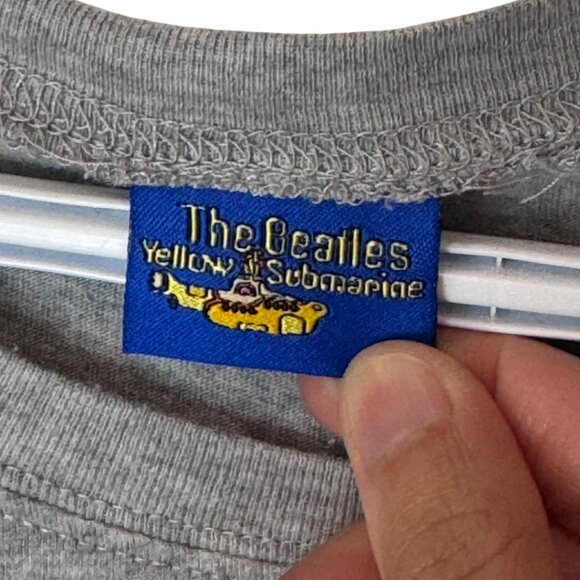 The Beatles
Yellow Submarine